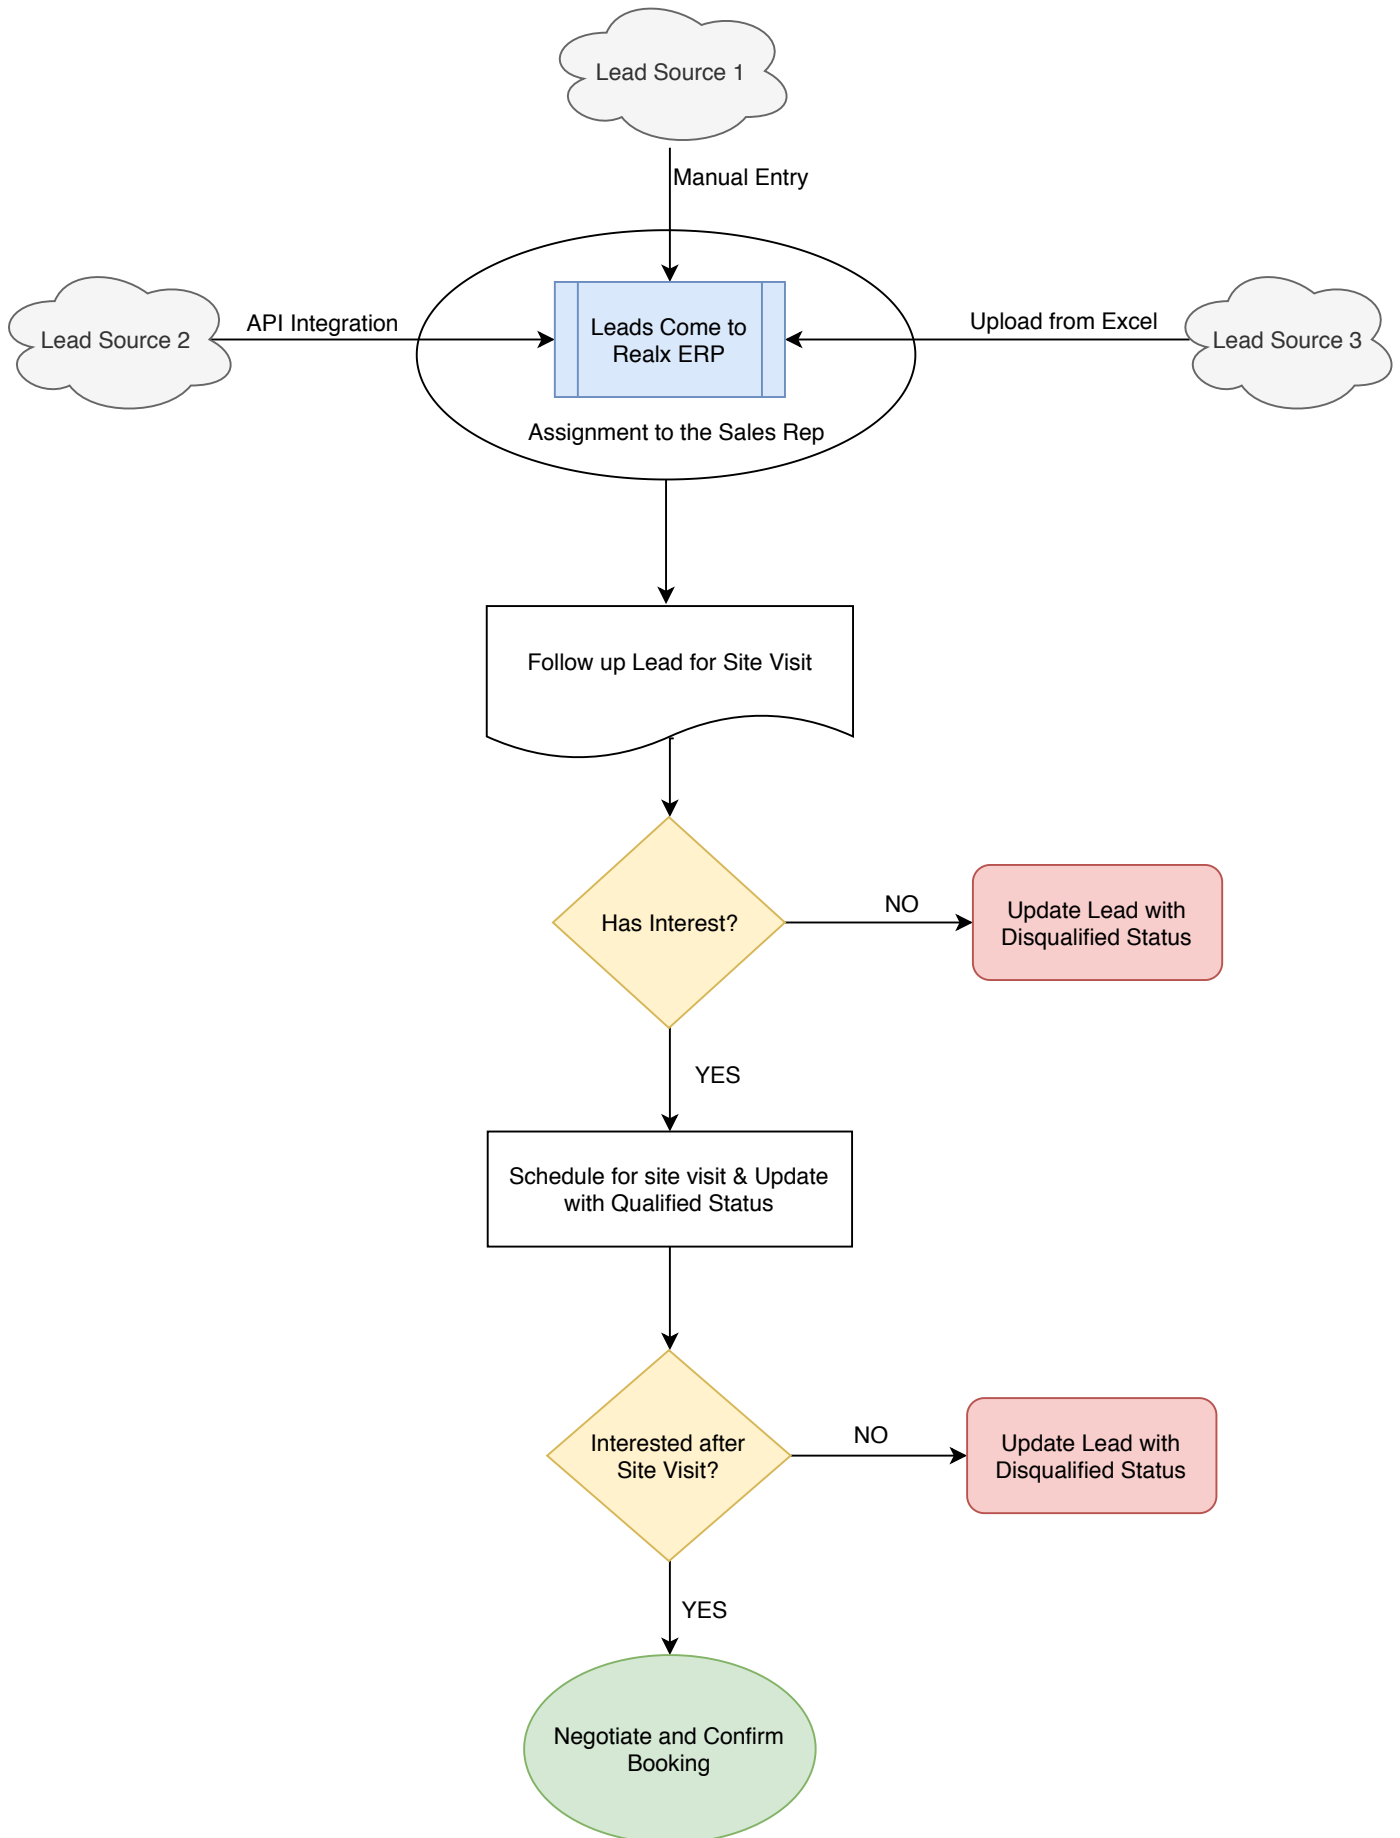 Lead Source 1
Manual Entry
Lead Source 2
API Integration
Leads Come to
Realx ERP
Upload from Excel
Lead Source 3
Assignment to the Sales Rep
Follow up Lead for Site Visit
Has Interest?
NO
Update Lead with
Disqualified Status
YES
Schedule for site visit & Update
with Qualified Status
Interested after
Site Visit?
NO
Update Lead with
Disqualified Status
YES
Negotiate and Confirm
Booking